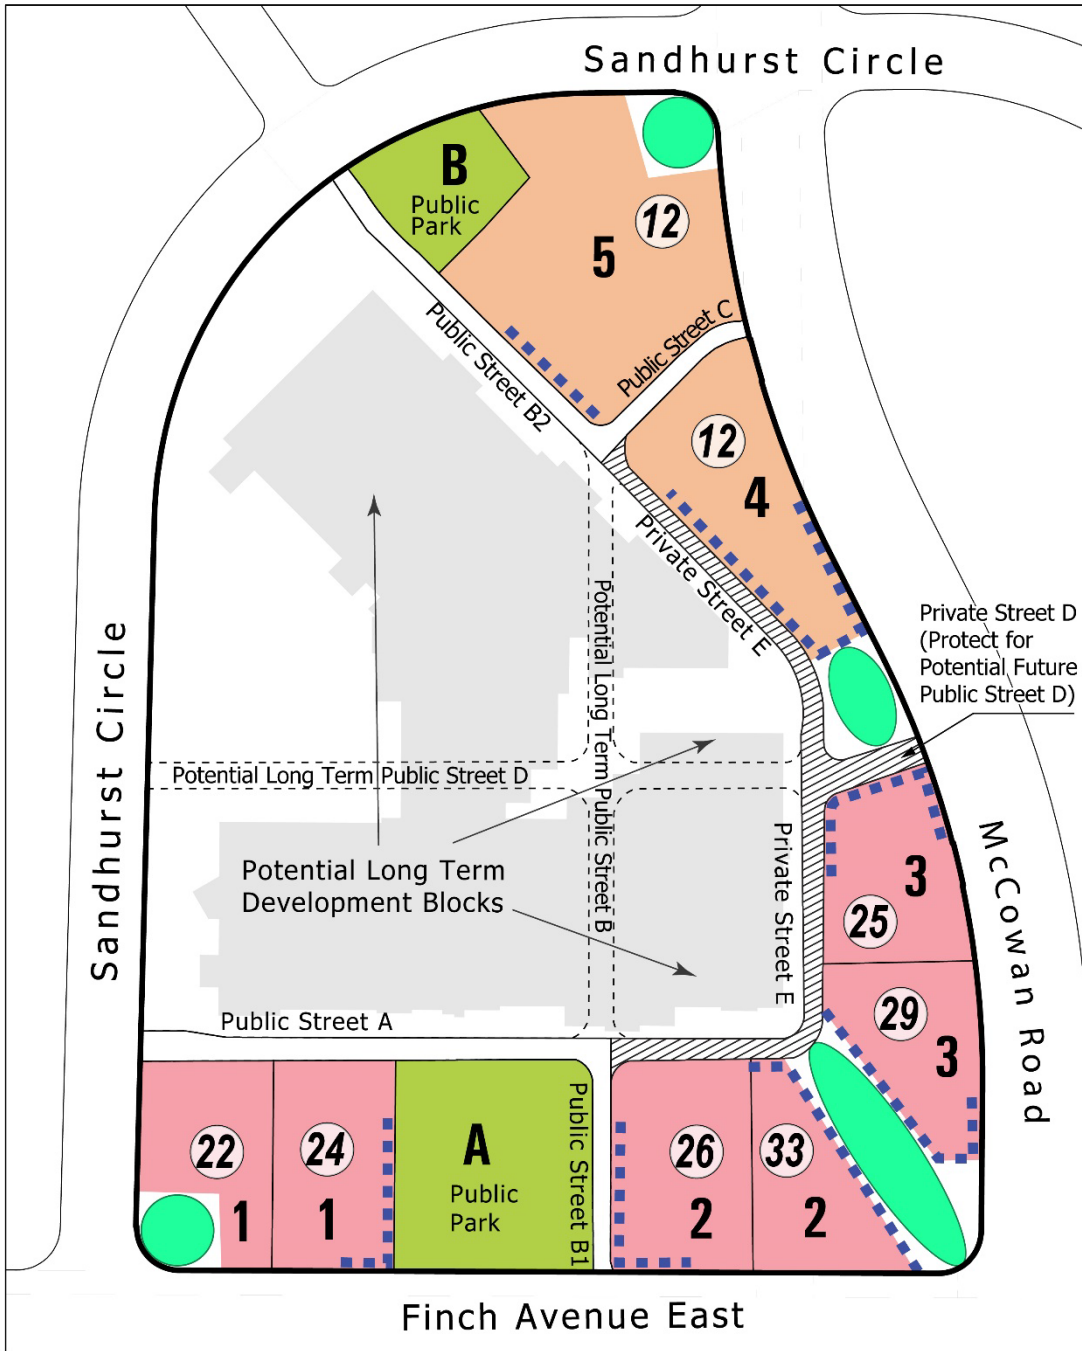 Sandhurst Circle
B
Public
Park
12
5
Public Street C
Public Street B2
12
4
Private Street E
Potential Long Term Public Street B
Private Street D
(Protect for
Potential Future
Public Street D)
Sandhurst Circle
Potential Long Term Public Street D
Potential Long Term
Development Blocks
Private Street E
3
25
McCowan Road
29
3
Public Street A
22
1
24
1
A
Public
Park
Public Street B1
26
2
33
2
Finch Avenue East